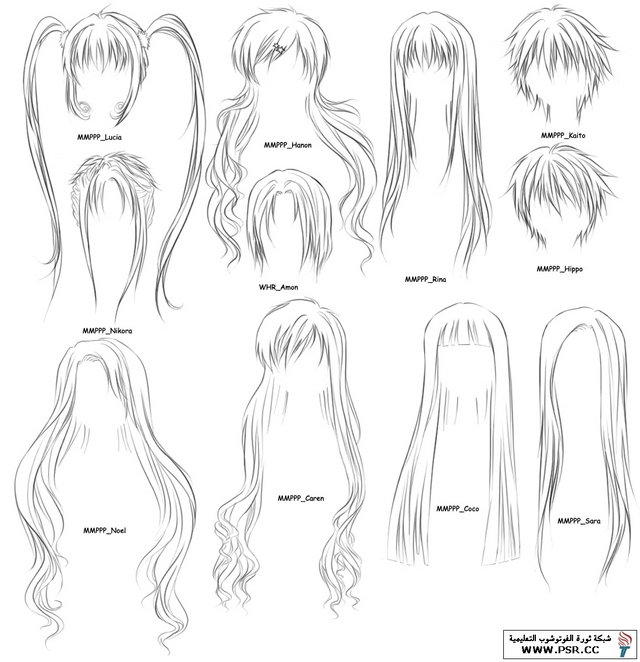 MMPPP_Lucia
MMPPP_Hanon
MMPPP_Kaito
MMPPP_Rina
MMPPP_Hippo
WHR_Amon
MMPPP_Nikora
MMPPP_Caren
MMPPP_Coco
MMPPP_Sara
MMPPP_Noel
شبكة ثورة الفوتوشوب التعليمية
WWW.PSR.CC